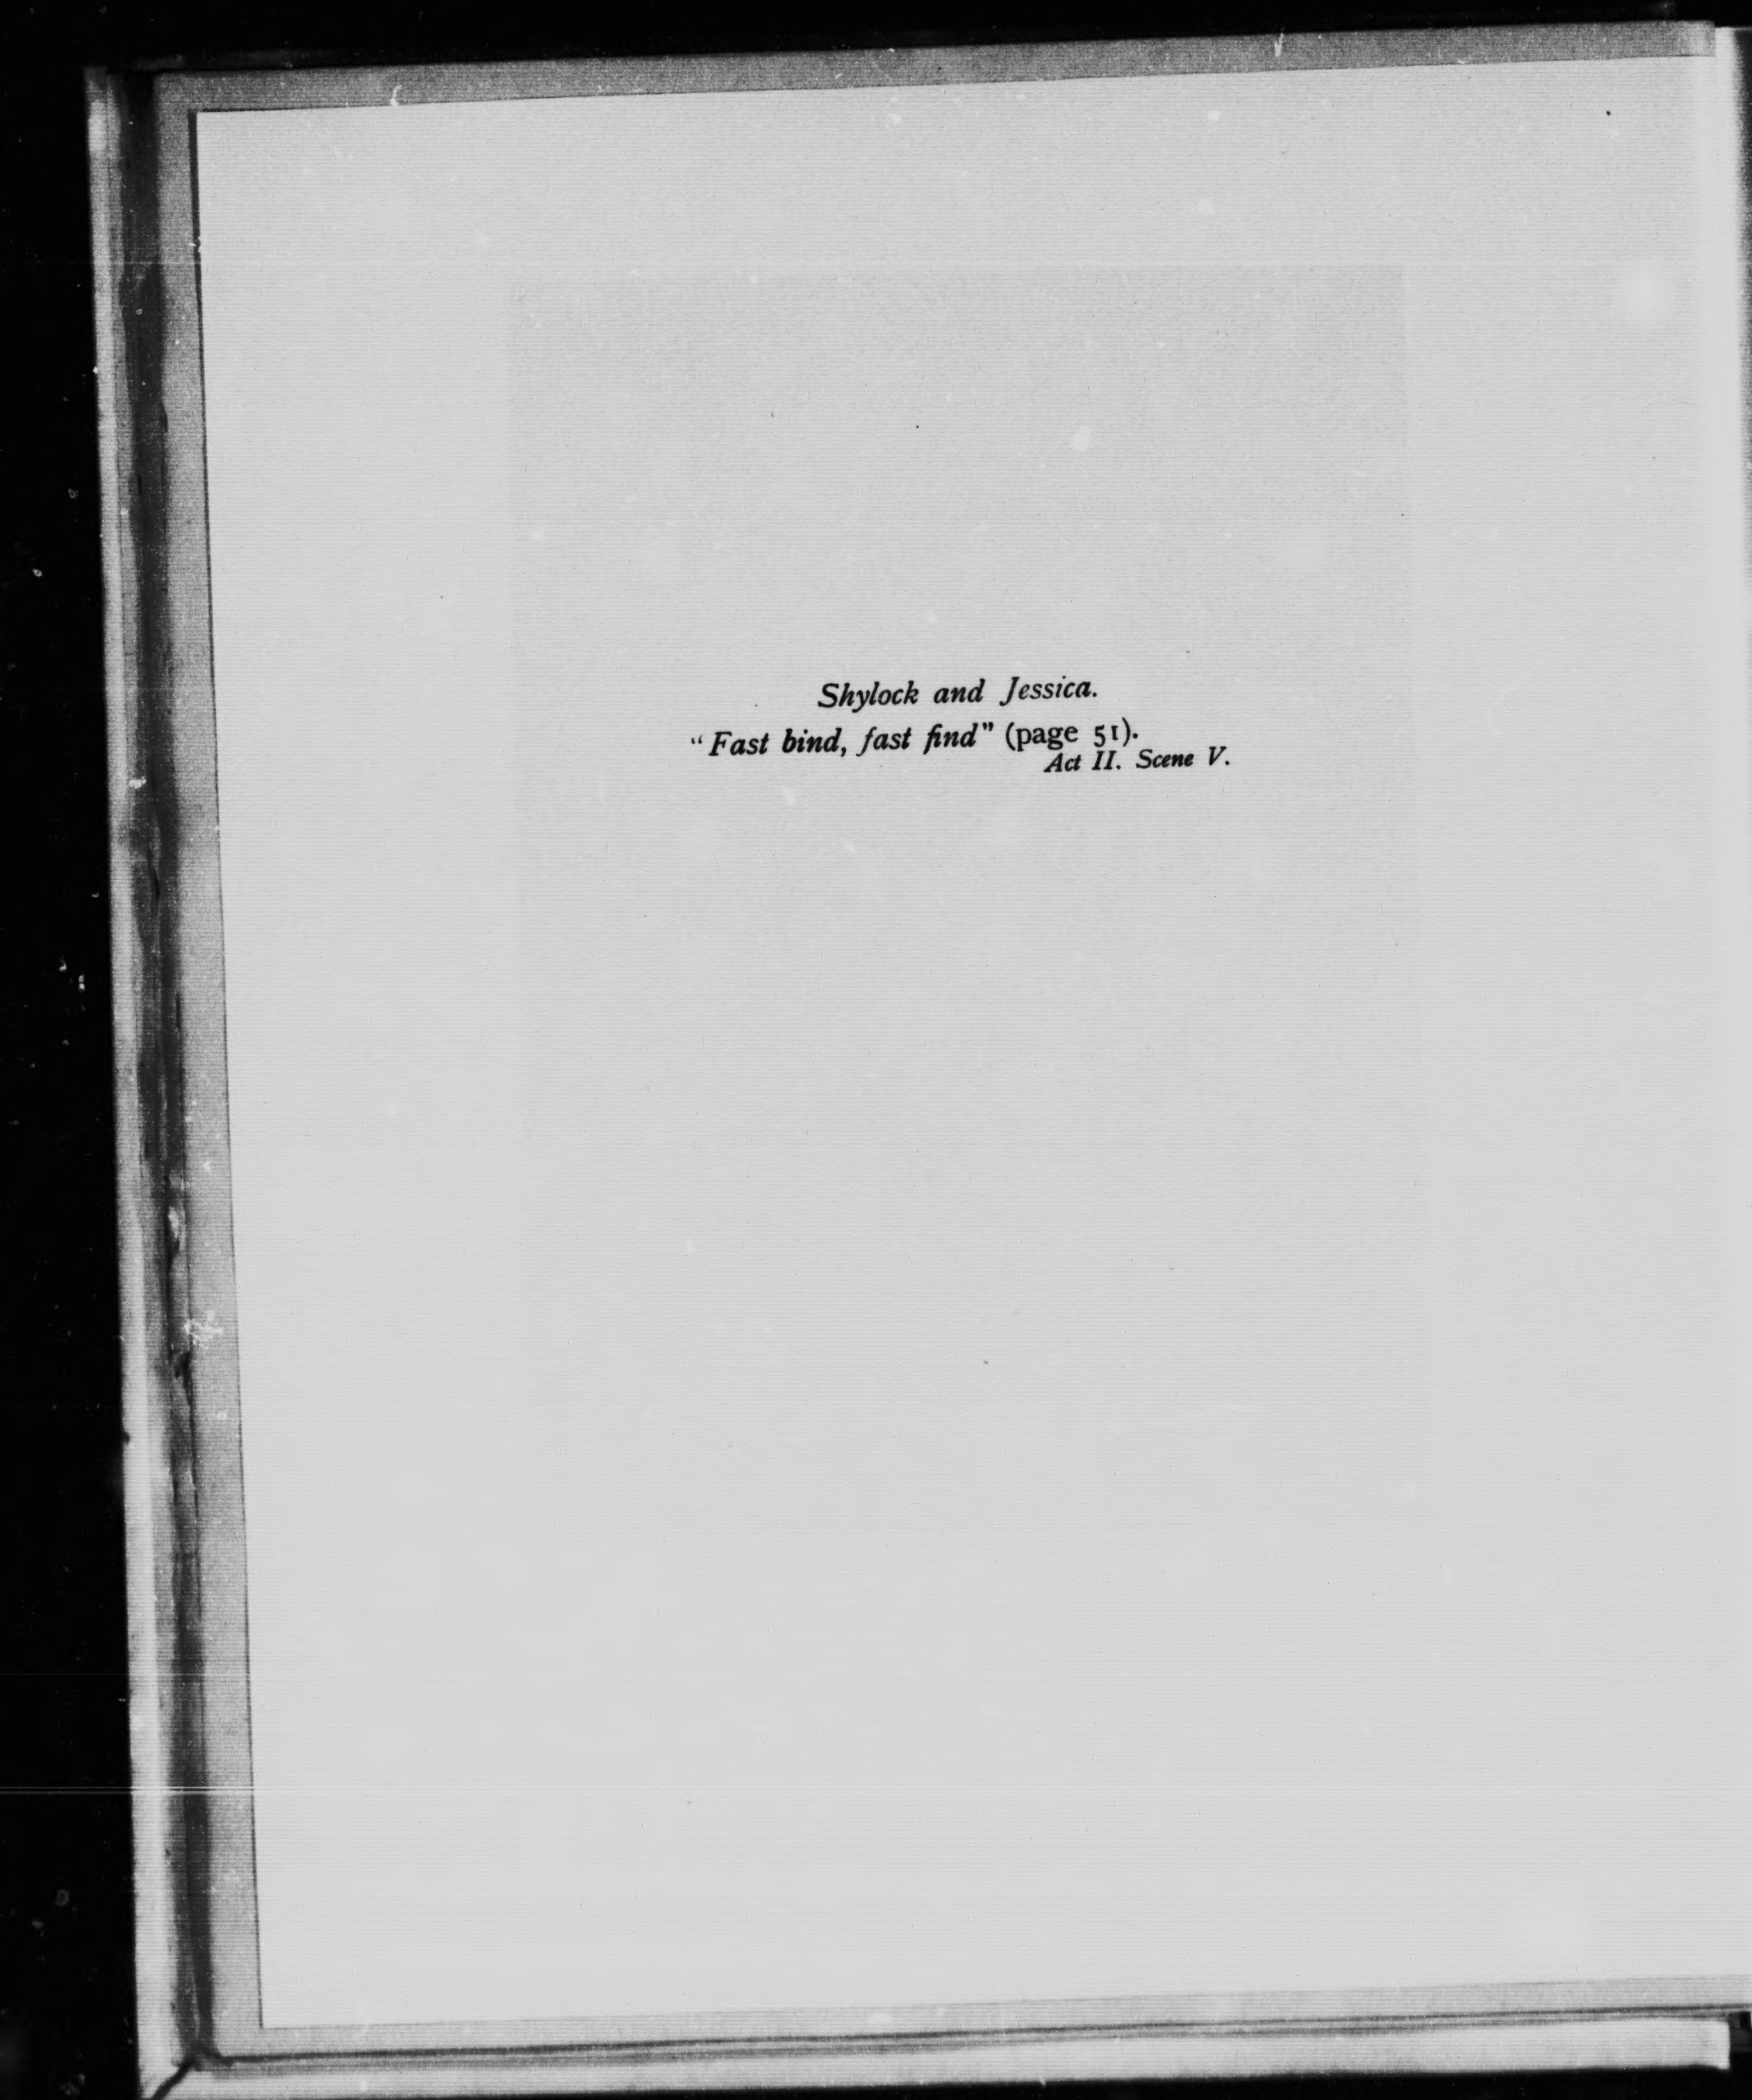 Shylock and Jessica.
“Fast bind, fast find” (page 51).
Act II. Scene V.